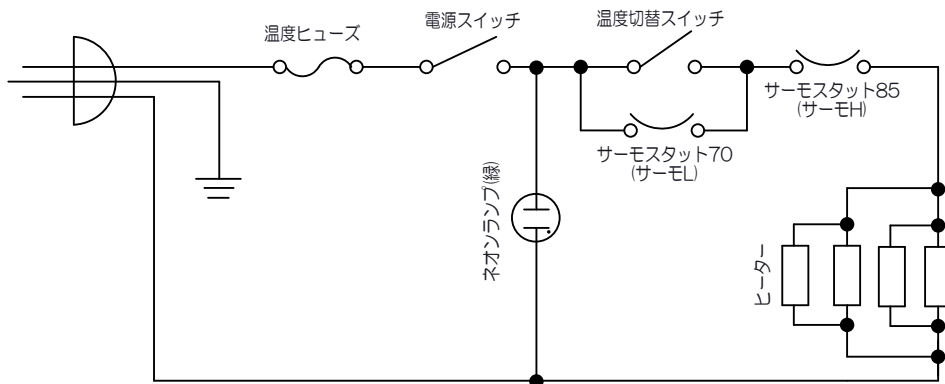 温度ヒューズ
電源スイッチ
温度切替スイッチ
サーモスタット85
(サーモH)
サーモスタット70
(サーモL)
ネオンランプ(緑)
ヒーター